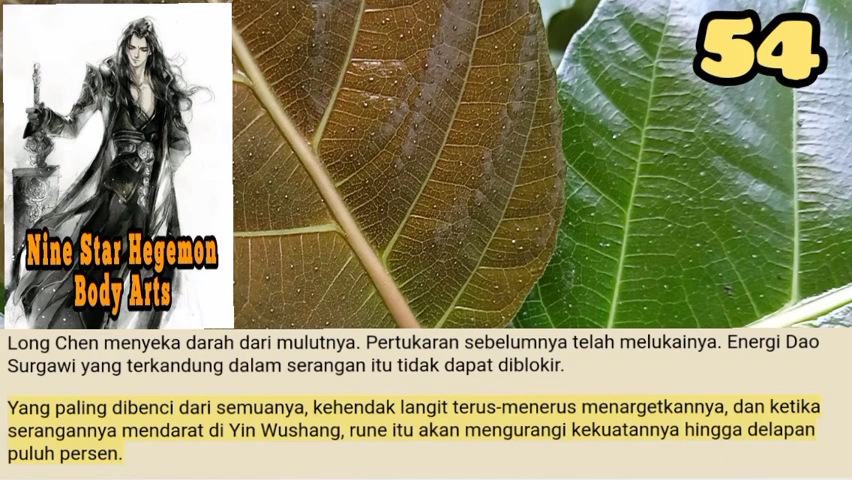 54
Nine Star Hegemon
Body Arts
Long Chen menyeka darah dari mulutnya. Pertukaran sebelumnya telah melukainya. Energi Dao
Surgawi yang terkandung dalam serangan itu tidak dapat diblokir.
Yang paling dibenci dari semuanya, kehendak langit terus-menerus menargetkannya, dan ketika
serangannya mendarat di Yin Wushang, rune itu akan mengurangi kekuatannya hingga delapan
puluh persen.